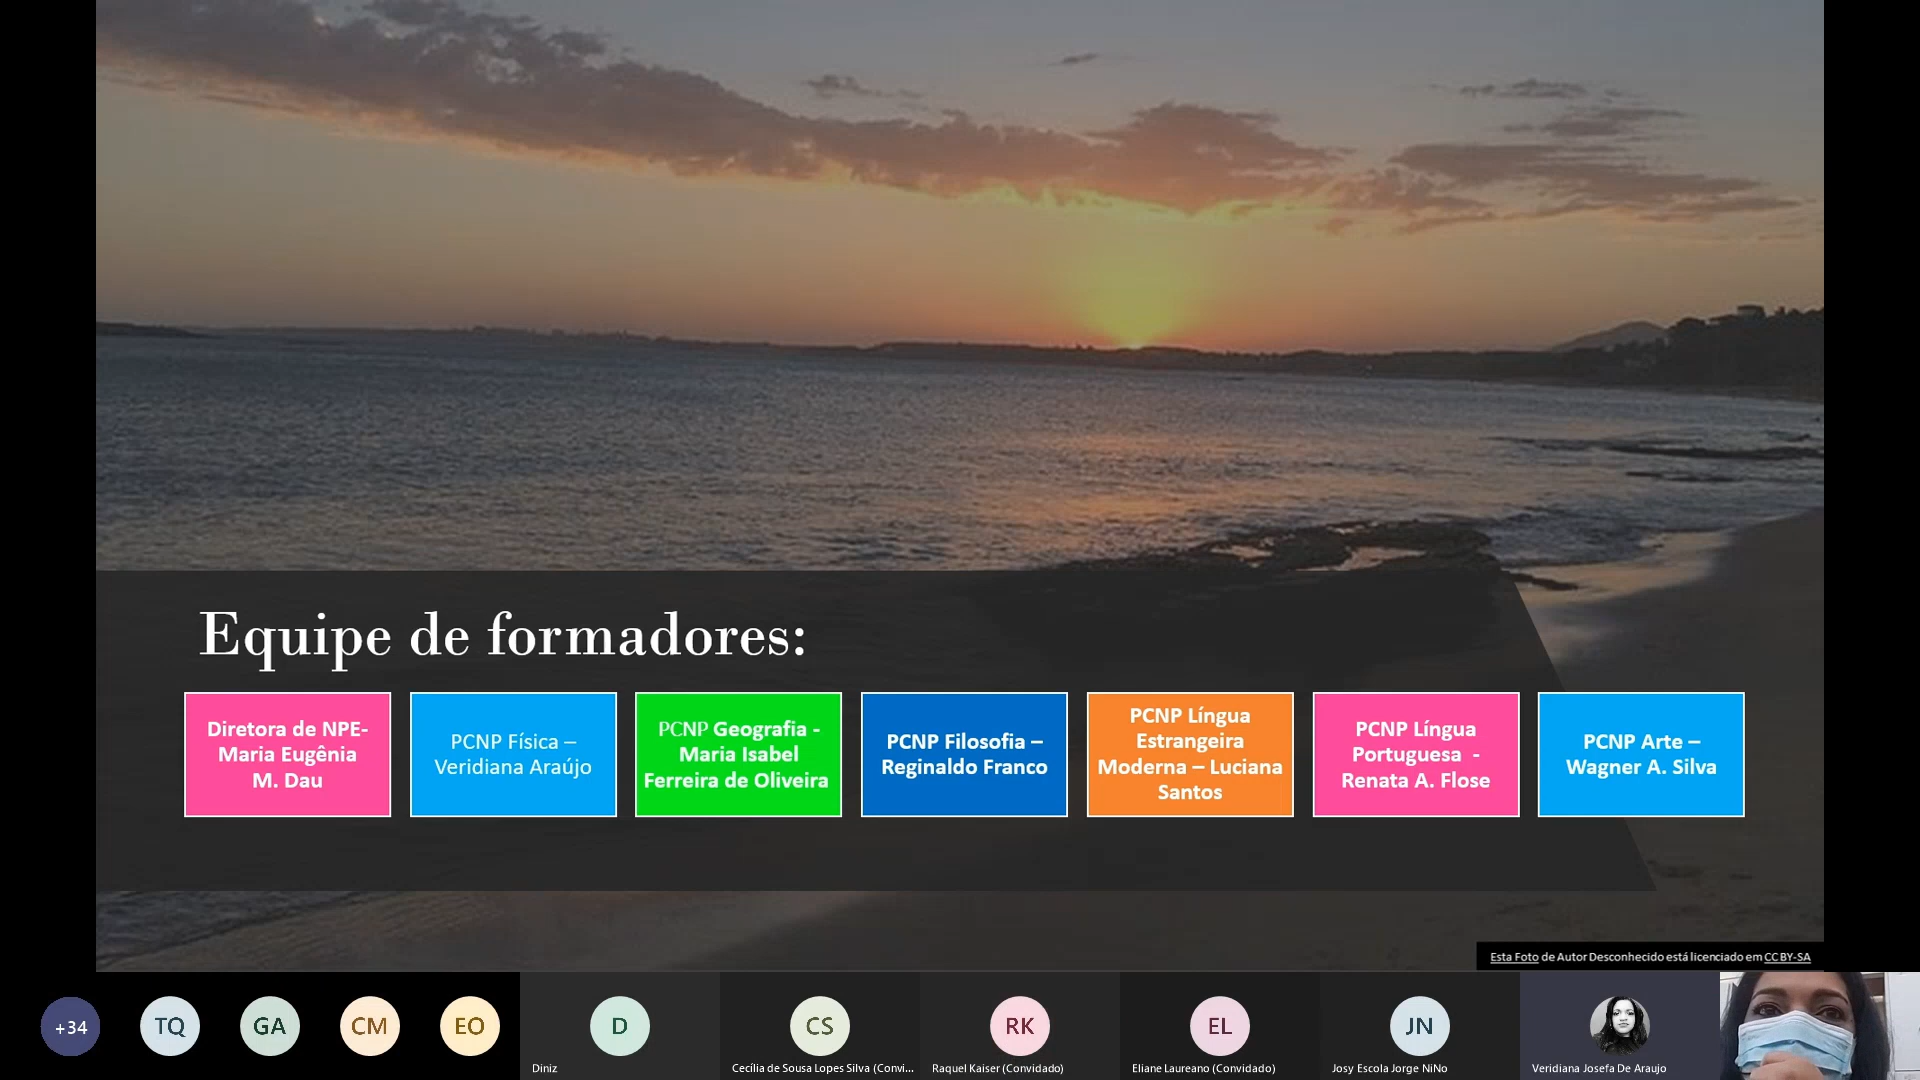 Equipe de formadores:
Diretora de NPE-
Maria Eugênia
M. Dau
PCNP Física –
Veridiana Araújo
PCNP Geografia -
Maria Isabel
Ferreira de Oliveira
PCNP Filosofia –
Reginaldo Franco
PCNP Língua
Estrangeira
Moderna – Luciana
Santos
PCNP Língua
Portuguesa -
Renata A. Flose
PCNP Arte –
Wagner A. Silva
Esta Foto de Autor Desconhecido está licenciado em CC BY-SA
+34
TQ
GA
CM
EO
D
Diniz
CS
Cecília de Sousa Lopes Silva (Convi...
RK
Raquel Kaiser (Convidado)
EL
Eliane Laureano (Convidado)
JN
Josy Escola Jorge NiNo
Veridiana Josefa De Araujo